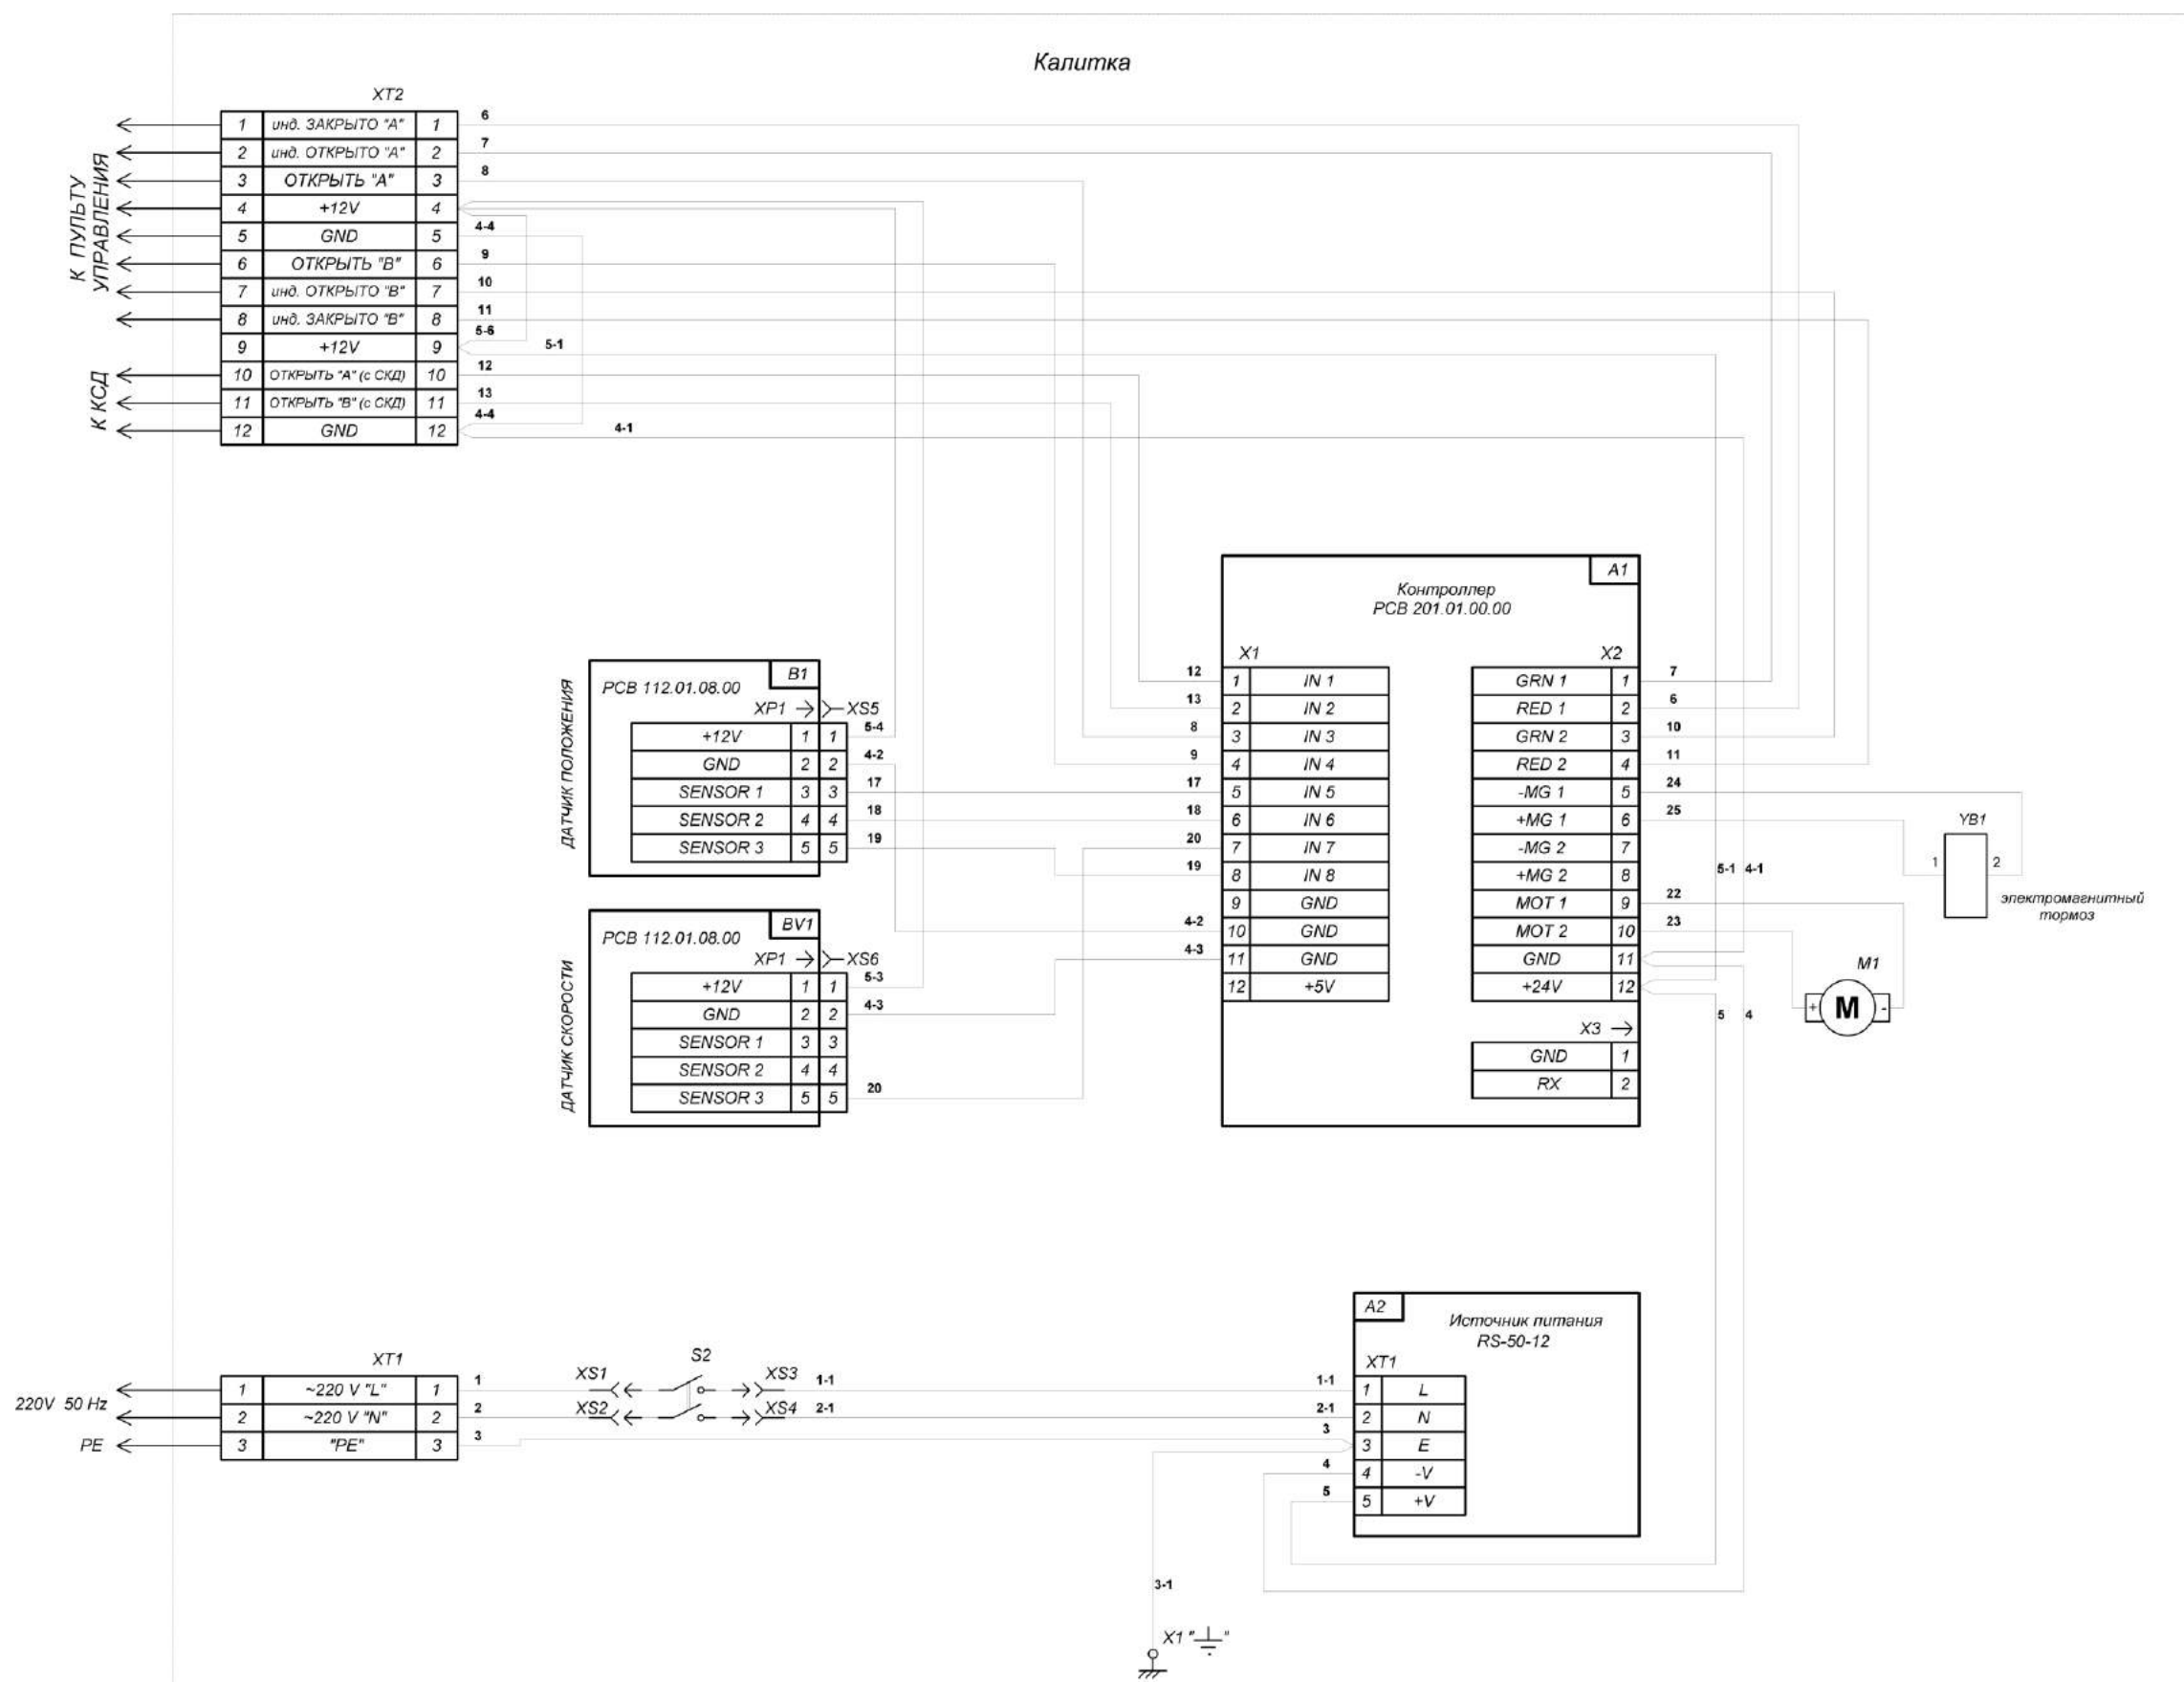 Калитка
XT2
К ПУЛЬТУ
УПРАВЛЕНИЯ
К КСД
1 инд. ЗАКРЫТО "А" 1 6
2 инд. ОТКРЫТО "А" 2 7
3 ОТКРЫТЬ "А" 3 8
4 +12V 4
4-4
5 GND 5
6 ОТКРЫТЬ "В" 6 9
7 инд. ОТКРЫТО "В" 7 10
8 инд. ЗАКРЫТО "В" 8 11
5-6
9 +12V 9 5-1
10 ОТКРЫТЬ "А" (с СКД) 10 12
11 ОТКРЫТЬ "В" (с СКД) 11 13
4-4
12 GND 12 4-1
ДАТЧИК ПОЛОЖЕНИЯ
B1
PCB 112.01.08.00
XP1 XS5
+12V 1 1 5-4
GND 2 2 4-2
SENSOR 1 3 3 17
SENSOR 2 4 4 18
SENSOR 3 5 5 19
ДАТЧИК СКОРОСТИ
BV1
PCB 112.01.08.00
XP1 XS6
+12V 1 1 5-3
GND 2 2 4-3
SENSOR 1 3 3
SENSOR 2 4 4
SENSOR 3 5 5 20
A1
Контроллер
PCB 201.01.00.00
X1
12 1 IN 1
13 2 IN 2
8 3 IN 3
9 4 IN 4
17 5 IN 5
18 6 IN 6
20 7 IN 7
19 8 IN 8
9 GND
4-2 10 GND
4-3 11 GND
12 +5V
X2
GRN 1 1 7
RED 1 2 6
GRN 2 3 10
RED 2 4 11
-MG 1 5 24
+MG 1 6 25
-MG 2 7
+MG 2 8
MOT 1 9 22
MOT 2 10 23
GND 11
+24V 12
5-1 4-1
5 4
X3
GND 1
RX 2
YB1
1 2
электромагнитный
тормоз
M1
+ M -
XT1
220V 50 Hz
PE
1 ~220 V "L" 1 1
2 ~220 V "N" 2 2
3 "PE" 3 3
S2
XS1 XS3 1-1
XS2 XS4 2-1
A2
Источник питания
RS-50-12
XT1
1-1 1 L
2-1 2 N
3 3 E
4 4 -V
5 5 +V
3-1
X1 " "